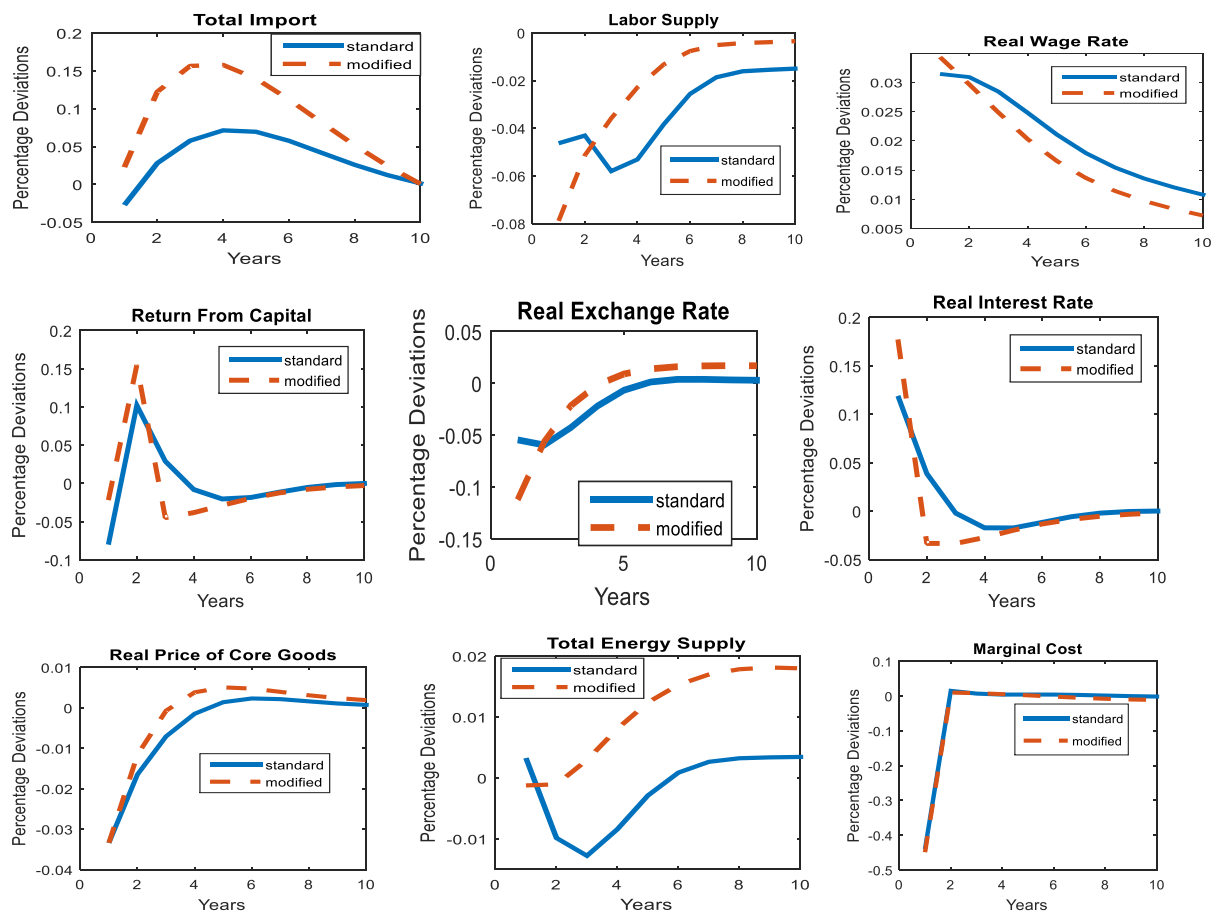 Total Import
Percentage Deviations
0.2
0.15
0.1
0.05
0
-0.05
standard
modified
0 2 4 6 8 10
Years
Labor Supply
Percentage Deviations
0
-0.02
-0.04
-0.06
-0.08
standard
modified
0 2 4 6 8 10
Years
Real Wage Rate
Percentage Deviations
0.03
0.02
0.01
0.005
standard
modified
0 2 4 6 8 10
Years
Return From Capital
Percentage Deviations
0.2
0.15
0.1
0.05
0
-0.05
-0.1
standard
modified
0 2 4 6 8 10
Years
Real Exchange Rate
Percentage Deviations
0.05
0
-0.05
-0.1
-0.15
standard
modified
0 5 10
Years
Real Interest Rate
Percentage Deviations
0.2
0.15
0.1
0.05
0
-0.05
standard
modified
0 2 4 6 8 10
Years
Real Price of Core Goods
Percentage Deviations
0.01
0
-0.01
-0.02
-0.03
-0.04
standard
modified
0 2 4 6 8 10
Years
Total Energy Supply
Percentage Deviations
0.02
0.01
0
-0.01
standard
modified
0 2 4 6 8 10
Years
Marginal Cost
Percentage Deviations
0.1
0
-0.1
-0.2
-0.3
-0.4
-0.5
standard
modified
0 2 4 6 8 10
Years